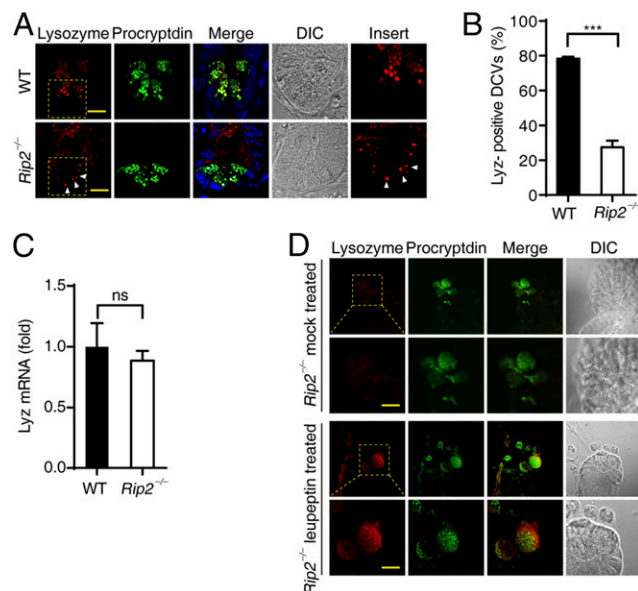 A
Lysozyme Procryptdin Merge DIC Insert
WT
Rip2−/−
B
Lyz- positive DCVs (%)
100
80
60
40
20
0
***
WT Rip2−/−
C
Lyz mRNA (fold)
1.5
1.0
0.5
0.0
ns
WT Rip2−/−
D
Lysozyme Procryptdin Merge DIC
Rip2−/− mock treated
Rip2−/− leupeptin treated